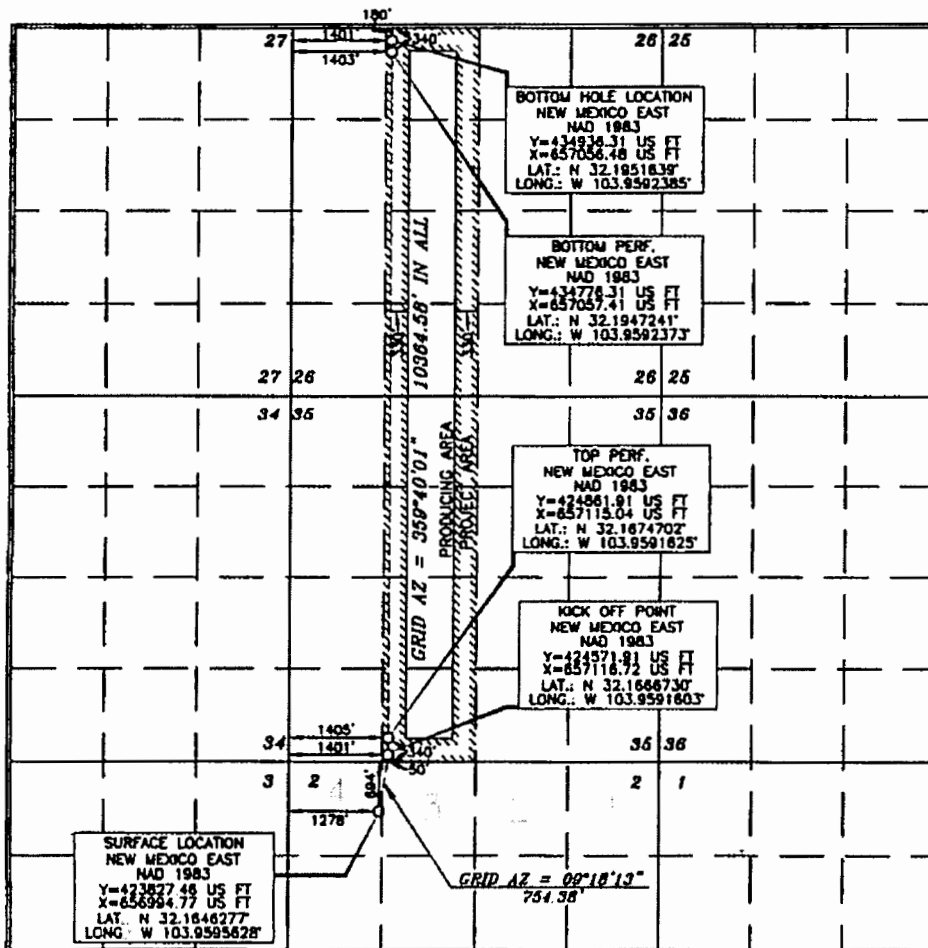 180'
27 1401' 340' 26 25
1403'
BOTTOM HOLE LOCATION
NEW MEXICO EAST
NAD 1983
Y=434936.31 US FT
X=657056.48 US FT
LAT.: N 32.1951639°
LONG.: W 103.9592385°
BOTTOM PERF.
NEW MEXICO EAST
NAD 1983
Y=434776.31 US FT
X=657057.41 US FT
LAT.: N 32.1947241°
LONG.: W 103.9592373°
GRID AZ = 359°40'01" 10364.58' IN ALL
PRODUCING AREA
PROJECT AREA
27 26 26 25
34 35 35 36
TOP PERF.
NEW MEXICO EAST
NAD 1983
Y=424861.91 US FT
X=657115.04 US FT
LAT.: N 32.1674702°
LONG.: W 103.9591625°
KICK OFF POINT
NEW MEXICO EAST
NAD 1983
Y=424571.91 US FT
X=657116.72 US FT
LAT.: N 32.1666730°
LONG.: W 103.9591603°
1405'
34 1401' 340' 35 36
50'
3 2 2 1
694'
1278'
SURFACE LOCATION
NEW MEXICO EAST
NAD 1983
Y=423827.46 US FT
X=656994.77 US FT
LAT.: N 32.1646277°
LONG.: W 103.9595628°
GRID AZ = 09°18'13"
754.38'